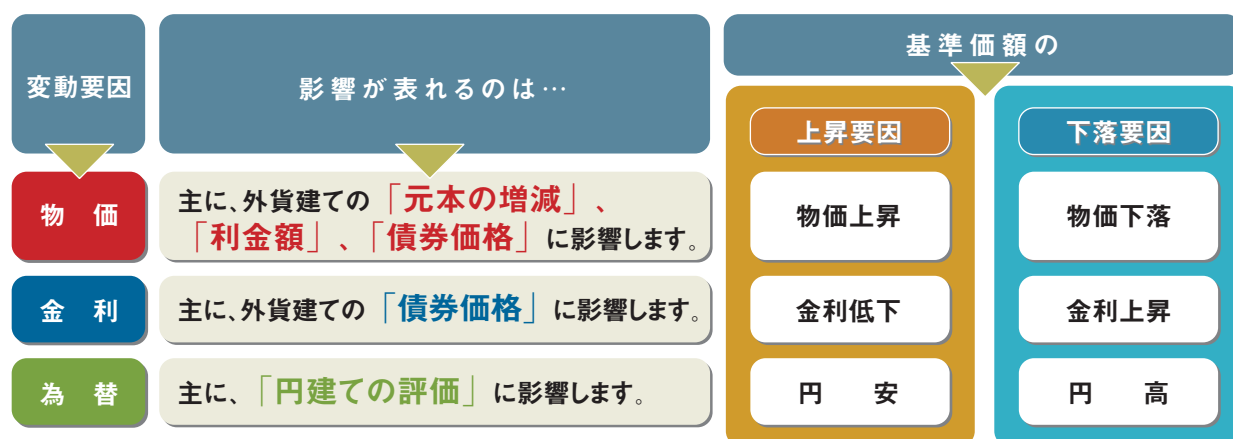 変動要因
影響が表れるのは…
基準価額の
上昇要因
下落要因
物価
主に、外貨建ての「元本の増減」、
「利金額」、「債券価格」に影響します。
物価上昇
物価下落
金利
主に、外貨建ての「債券価格」に影響します。
金利低下
金利上昇
為替
主に、「円建ての評価」に影響します。
円安
円高